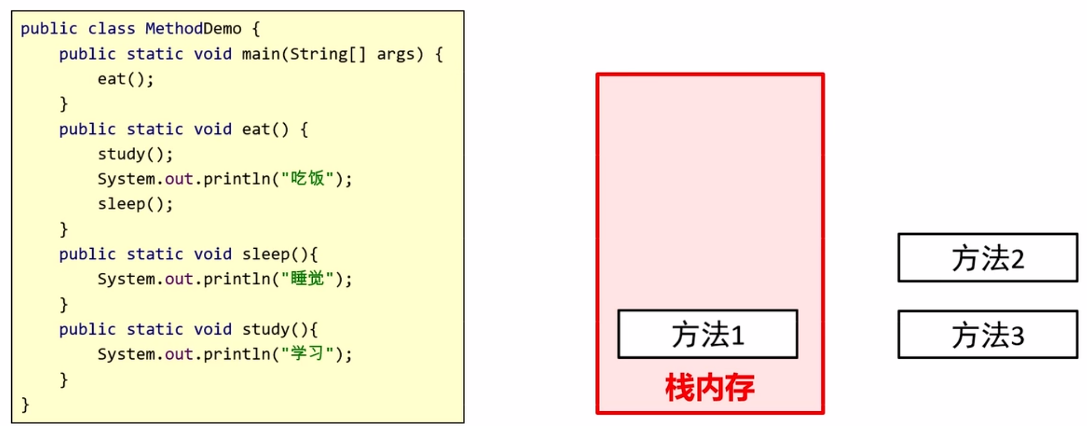 public class MethodDemo {
    public static void main(String[] args) {
        eat();
    }
    public static void eat() {
        study();
        System.out.println("吃饭");
        sleep();
    }
    public static void sleep(){
        System.out.println("睡觉");
    }
    public static void study(){
        System.out.println("学习");
    }
}
方法1
栈内存
方法2
方法3